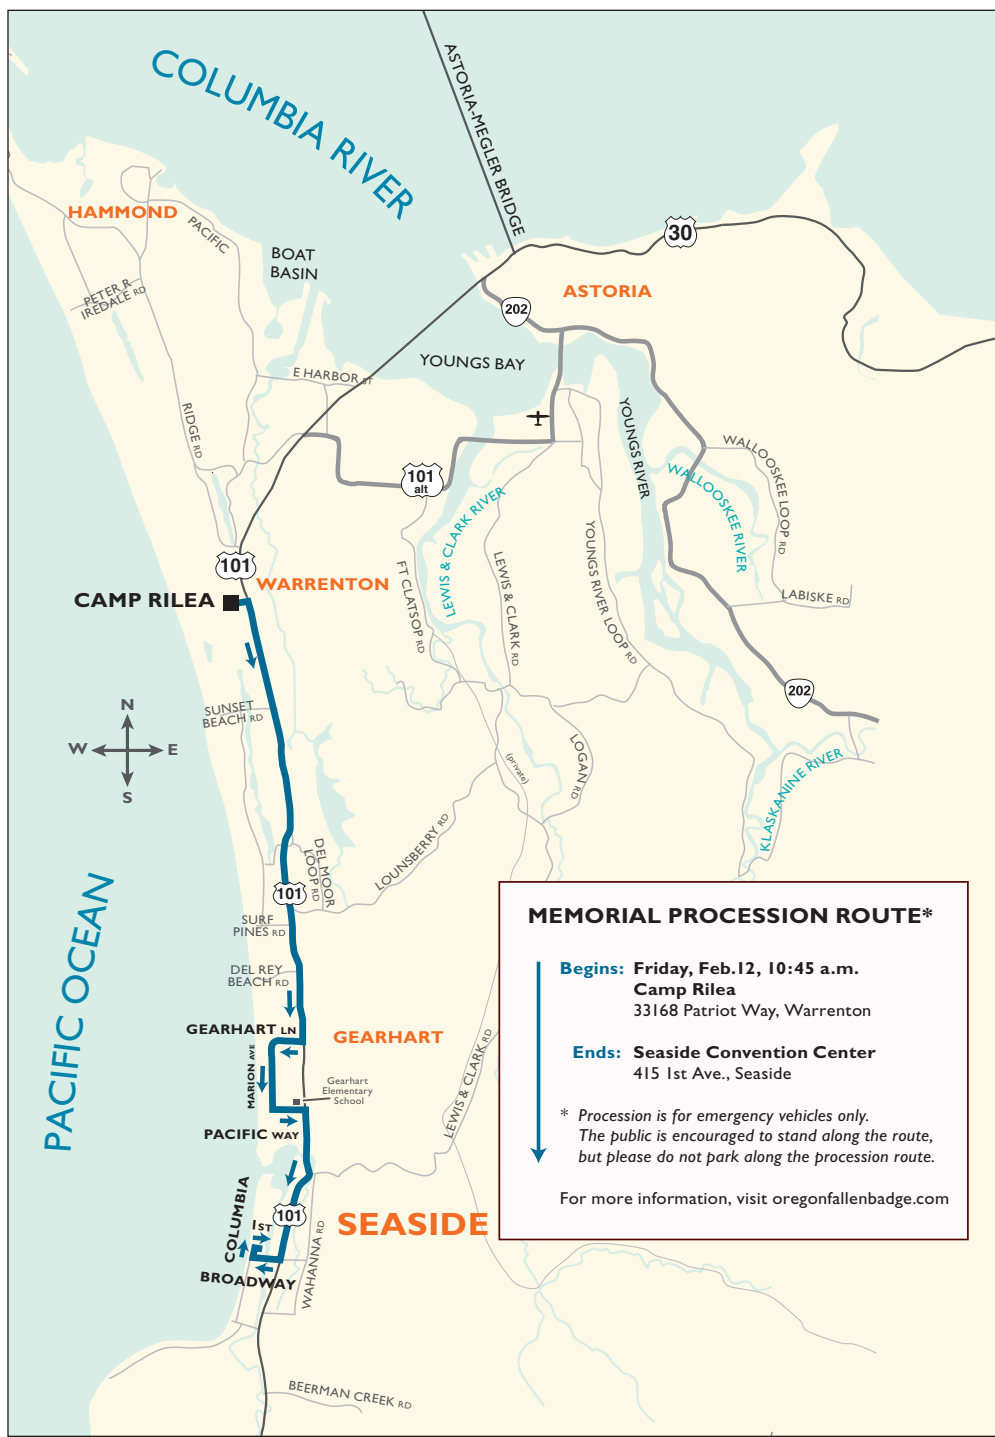 COLUMBIA RIVER
ASTORIA-MEGLER BRIDGE
HAMMOND
PACIFIC
30
BOAT
BASIN
PETER R
IREDALE RD
ASTORIA
202
YOUNGS BAY
E HARBOR ST
RIDGE RD
YOUNGS RIVER
WALLOOSKEE LOOP RD
WALLOOSKEE RIVER
101
alt
LEWIS & CLARK RIVER
101
WARRENTON
CAMP RILEA
FT CLATSOP RD
LEWIS & CLARK RD
YOUNGS RIVER LOOP RD
LABISKE RD
202
SUNSET
BEACH RD
N
W
E
S
LOGAN RD
(private)
KLASKANINE RIVER
LOUNSBERRY RD
DEL MOOR
LOOP RD
101
SURF
PINES RD
DEL REY
BEACH RD
PACIFIC OCEAN
GEARHART LN
GEARHART
MARION AVE
Gearhart
Elementary
School
PACIFIC WAY
LEWIS & CLARK RD
COLUMBIA
1ST
101
SEASIDE
WAHANNA RD
BROADWAY
BEERMAN CREEK RD
MEMORIAL PROCESSION ROUTE*
Begins: Friday, Feb.12, 10:45 a.m.
Camp Rilea
33168 Patriot Way, Warrenton
Ends: Seaside Convention Center
415 1st Ave., Seaside
* Procession is for emergency vehicles only.
The public is encouraged to stand along the route,
but please do not park along the procession route.
For more information, visit oregonfallenbadge.com